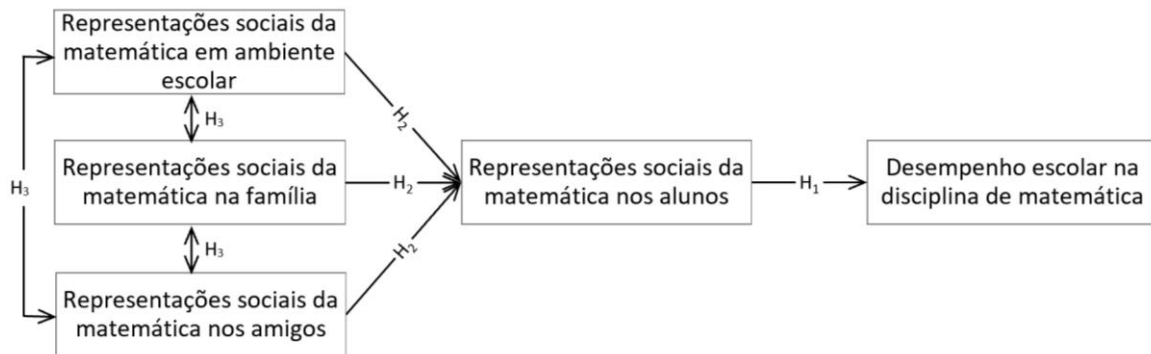 Representações sociais da
matemática em ambiente
escolar
H₂
H₃
Representações sociais da
matemática na família
H₃
H₂
Representações sociais da
matemática nos alunos
H₁
Desempenho escolar na
disciplina de matemática
H₃
H₂
Representações sociais da
matemática nos amigos